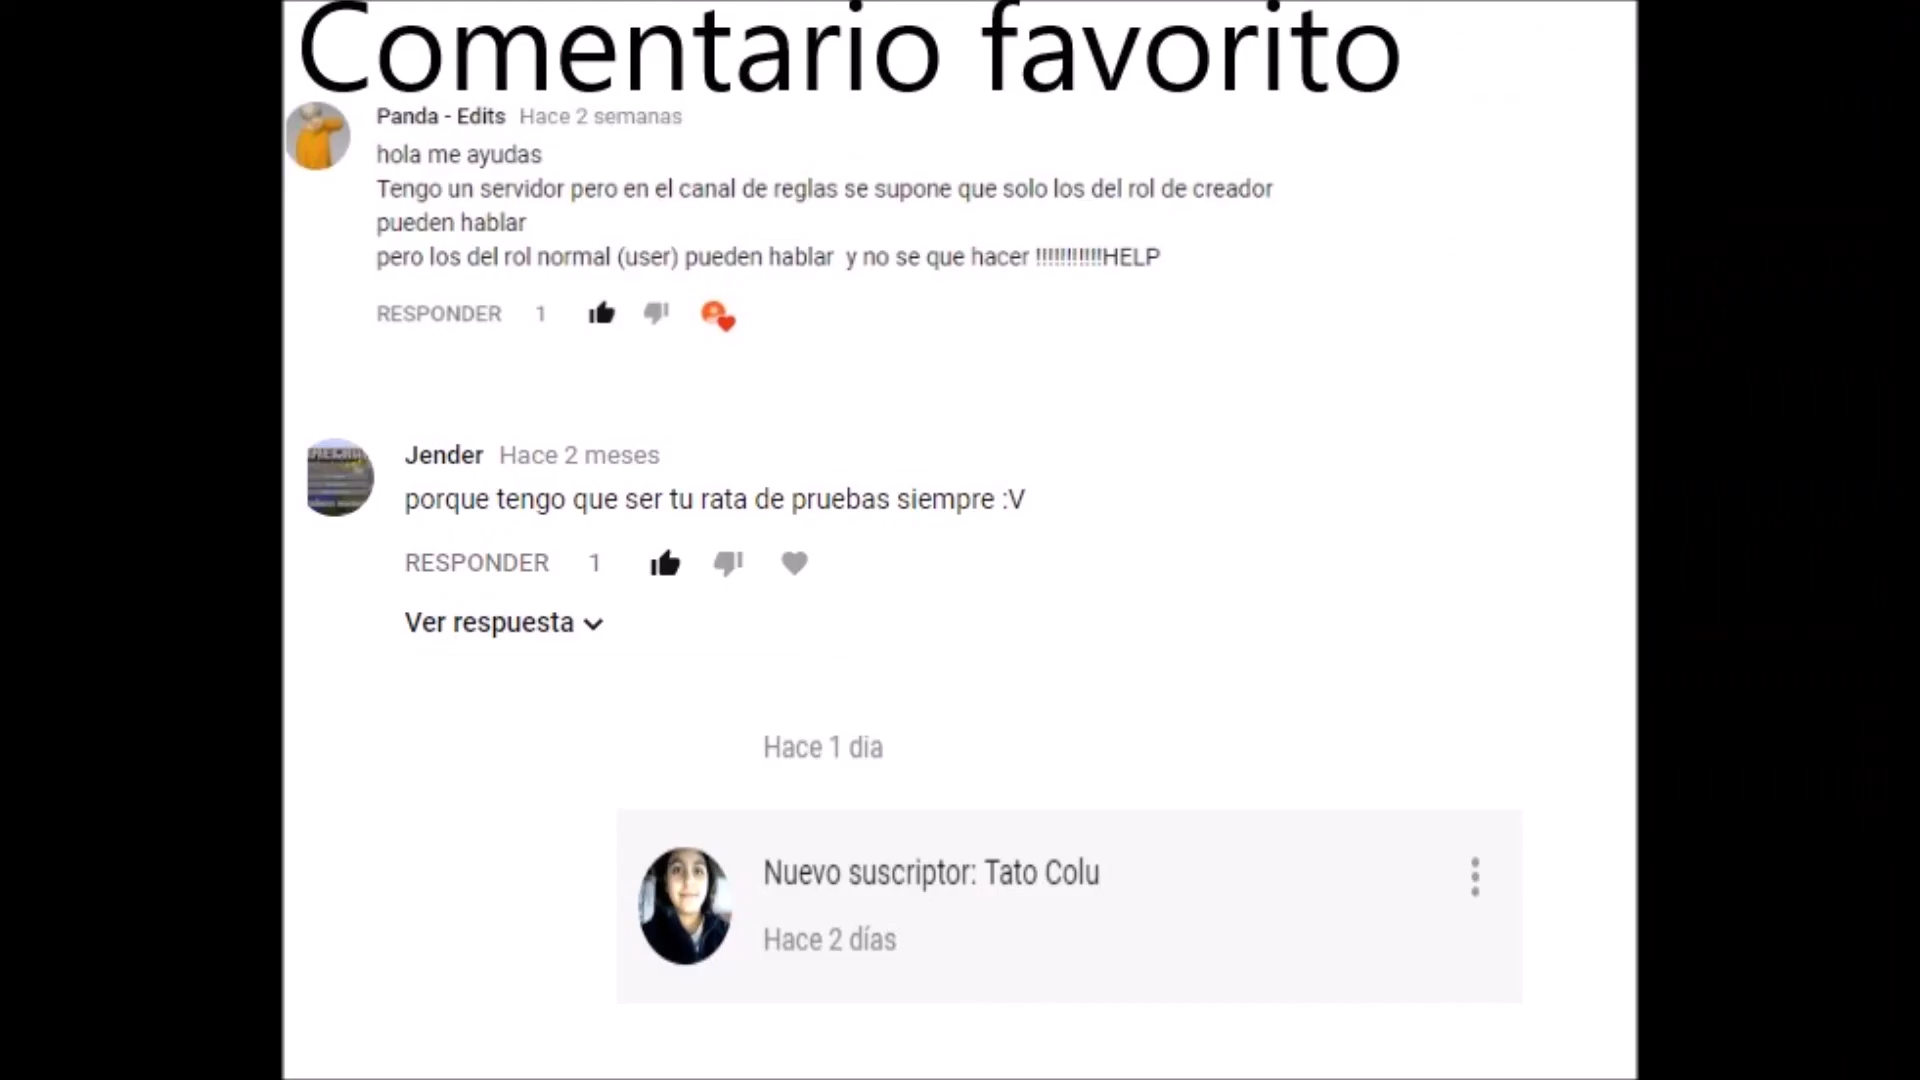 Comentario favorito
Panda - Edits Hace 2 semanas
hola me ayudas
Tengo un servidor pero en el canal de reglas se supone que solo los del rol de creador
pueden hablar
pero los del rol normal (user) pueden hablar y no se que hacer !!!!!!!!!!!HELP
RESPONDER 1
Jender Hace 2 meses
porque tengo que ser tu rata de pruebas siempre :V
RESPONDER 1
Ver respuesta
Hace 1 dia
Nuevo suscriptor: Tato Colu
Hace 2 días